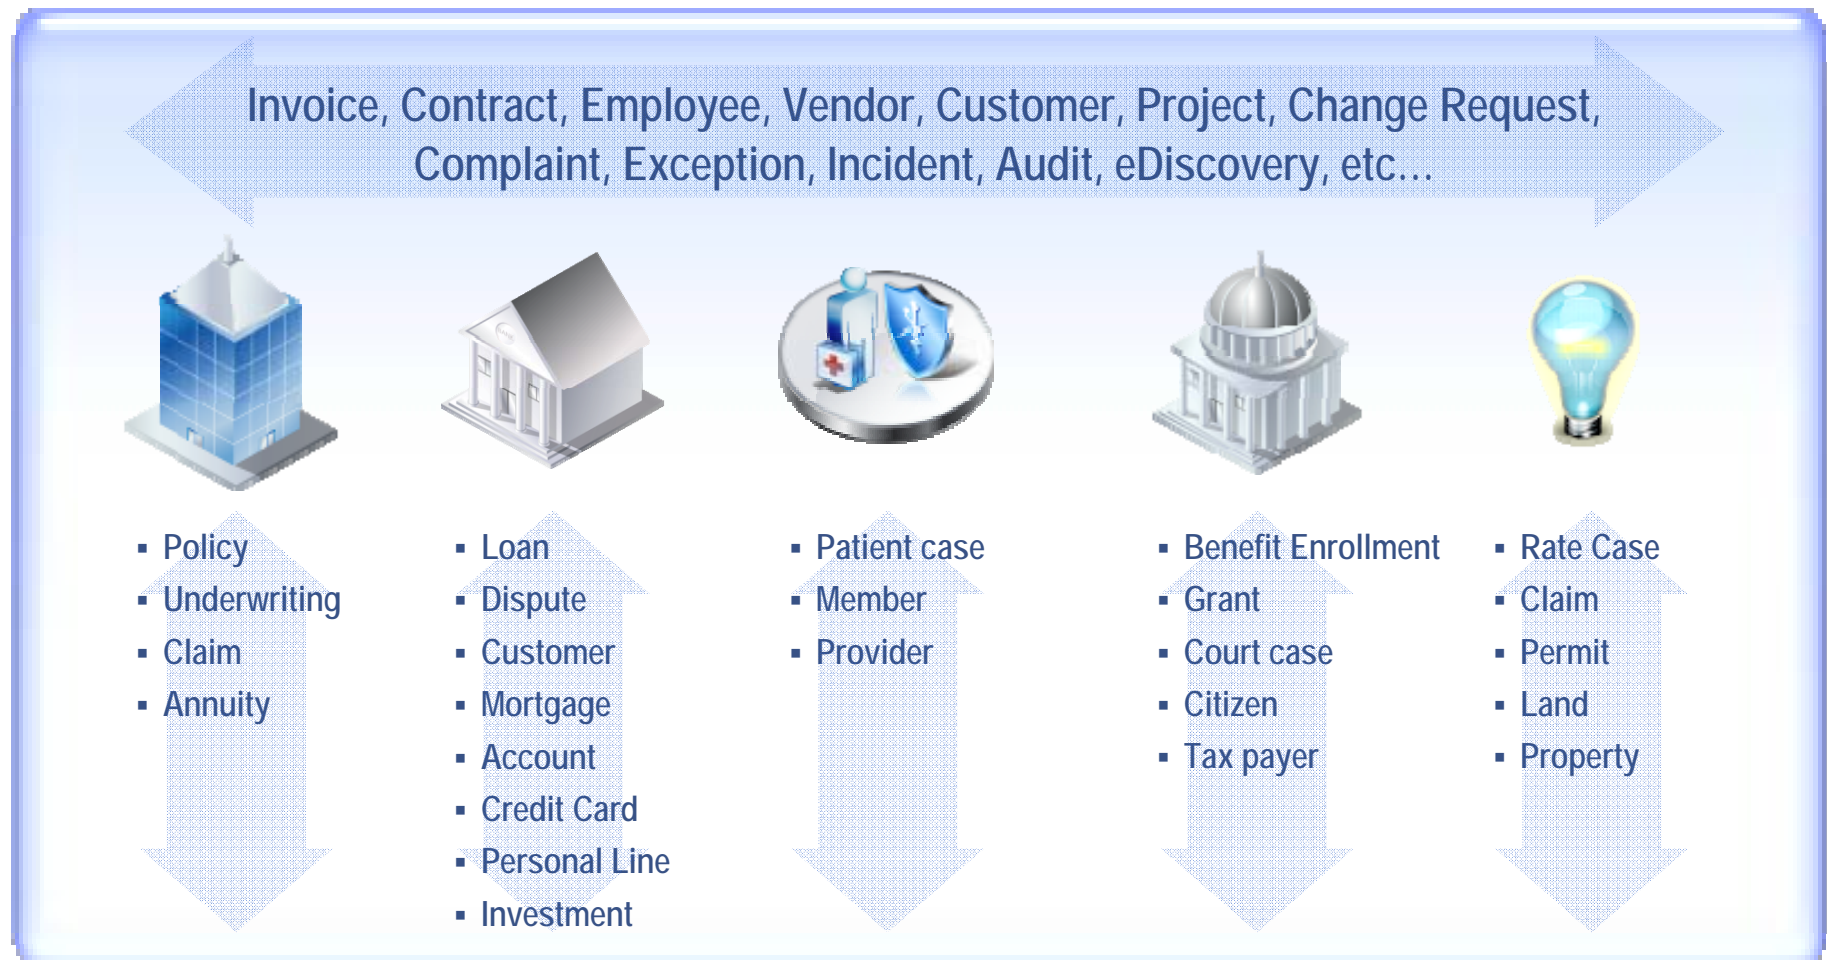 Invoice, Contract, Employee, Vendor, Customer, Project, Change Request,
Complaint, Exception, Incident, Audit, eDiscovery, etc…
▪ Policy
▪ Underwriting
▪ Claim
▪ Annuity
▪ Loan
▪ Dispute
▪ Customer
▪ Mortgage
▪ Account
▪ Credit Card
▪ Personal Line
▪ Investment
▪ Patient case
▪ Member
▪ Provider
▪ Benefit Enrollment
▪ Grant
▪ Court case
▪ Citizen
▪ Tax payer
▪ Rate Case
▪ Claim
▪ Permit
▪ Land
▪ Property